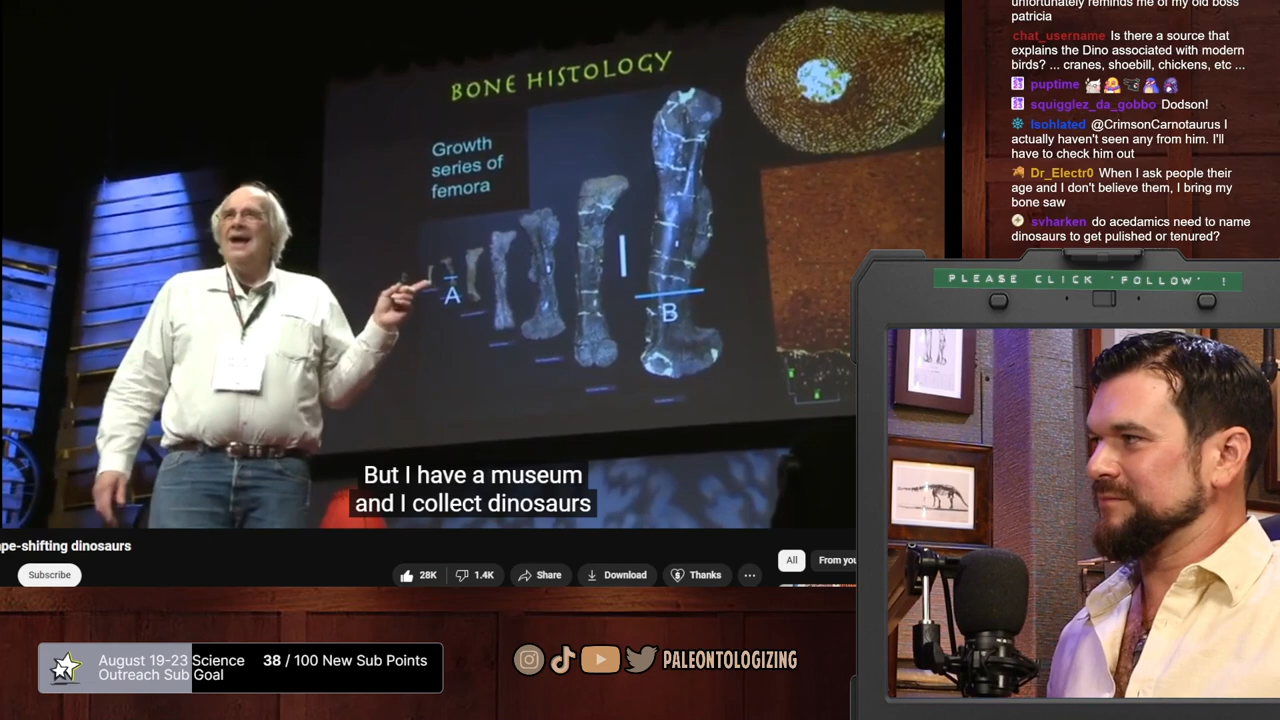 BONE HISTOLOGY
Growth
series of
femora
A
B
But I have a museum
and I collect dinosaurs
ape-shifting dinosaurs
Subscribe
28K
1.4K
Share
Download
Thanks
All
From you
unfortunately reminds me of my old boss
patricia
chat_username Is there a source that
explains the Dino associated with modern
birds? ... cranes, shoebill, chickens, etc ...
puptime
squigglez_da_gobbo Dodson!
Isohlated @CrimsonCarnotaurus I
actually haven't seen any from him. I'll
have to check him out
Dr_Electr0 When I ask people their
age and I don't believe them, I bring my
bone saw
svharken do acedamics need to name
dinosaurs to get pulished or tenured?
PLEASE CLICK "FOLLOW" !
August 19-23 Science 38 / 100 New Sub Points
Outreach Sub Goal
PALEONTOLOGIZING